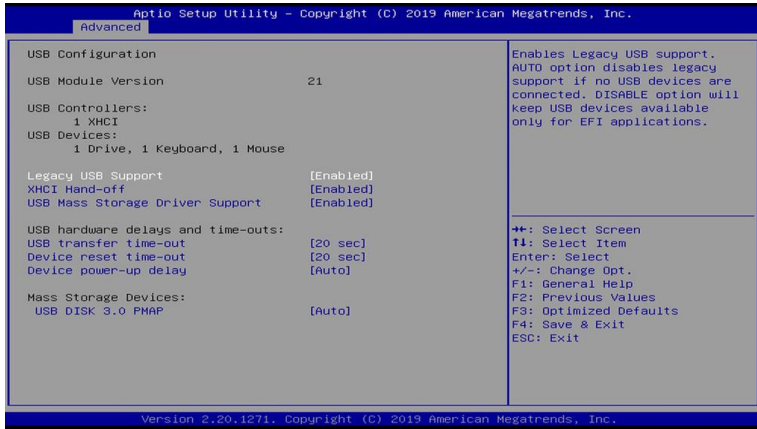 Aptio Setup Utility – Copyright (C) 2019 American Megatrends, Inc.
Advanced
USB Configuration
USB Module Version 21
USB Controllers:
1 XHCI
USB Devices:
1 Drive, 1 Keyboard, 1 Mouse
Legacy USB Support [Enabled]
XHCI Hand-off [Enabled]
USB Mass Storage Driver Support [Enabled]
USB hardware delays and time-outs:
USB transfer time-out [20 sec]
Device reset time-out [20 sec]
Device power-up delay [Auto]
Mass Storage Devices:
USB DISK 3.0 PMAP [Auto]
Enables Legacy USB support.
AUTO option disables legacy
support if no USB devices are
connected. DISABLE option will
keep USB devices available
only for EFI applications.
→←: Select Screen
↑↓: Select Item
Enter: Select
+/-: Change Opt.
F1: General Help
F2: Previous Values
F3: Optimized Defaults
F4: Save & Exit
ESC: Exit
Version 2.20.1271. Copyright (C) 2019 American Megatrends, Inc.